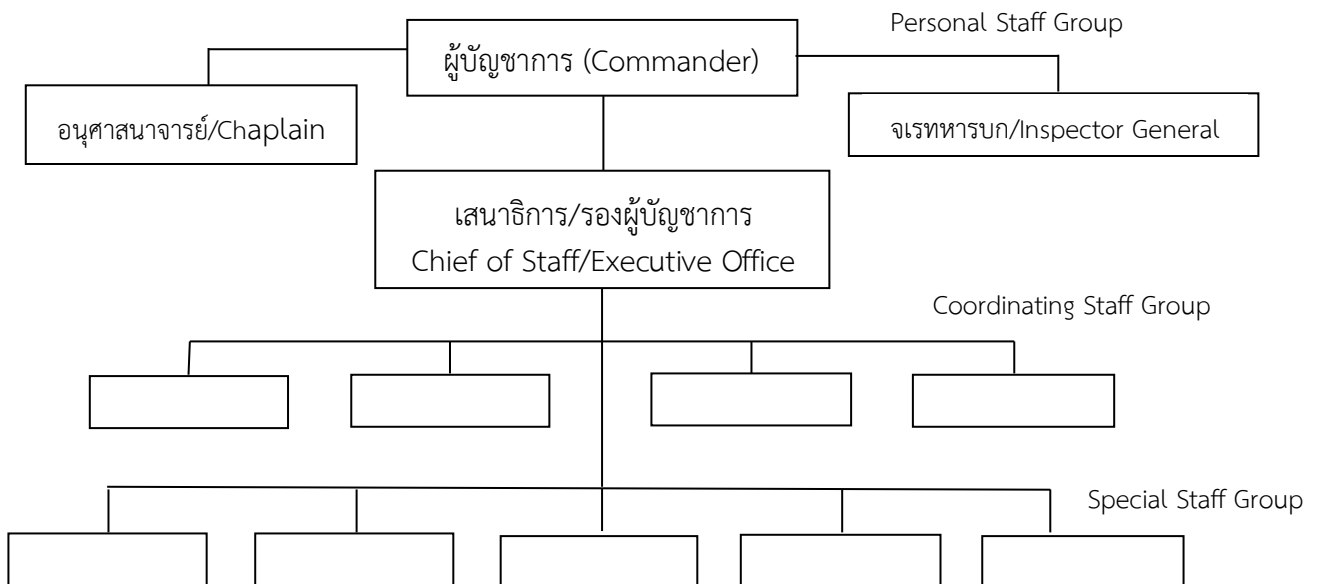 Personal Staff Group
ผู้บัญชาการ (Commander)
อนุศาสนาจารย์/Chaplain
จเรทหารบก/Inspector General
เสนาธิการ/รองผู้บัญชาการ
Chief of Staff/Executive Office
Coordinating Staff Group
Special Staff Group